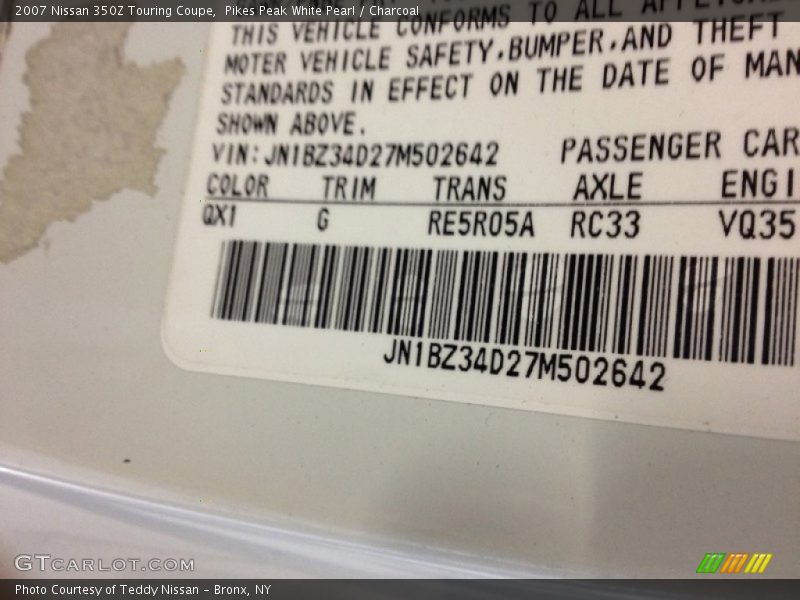 2007 Nissan 350Z Touring Coupe,  Pikes Peak White Pearl / Charcoal
THIS VEHICLE CONFORMS TO ALL
MOTER VEHICLE SAFETY,BUMPER,AND THEFT
STANDARDS IN EFFECT ON THE DATE OF MAN
SHOWN ABOVE.
VIN:JN1BZ34D27M502642 PASSENGER CAR
COLOR TRIM TRANS AXLE ENGI
QX1 G RE5R05A RC33 VQ35
JN1BZ34D27M502642
GTCARLOT.COM
Photo Courtesy of Teddy Nissan - Bronx, NY